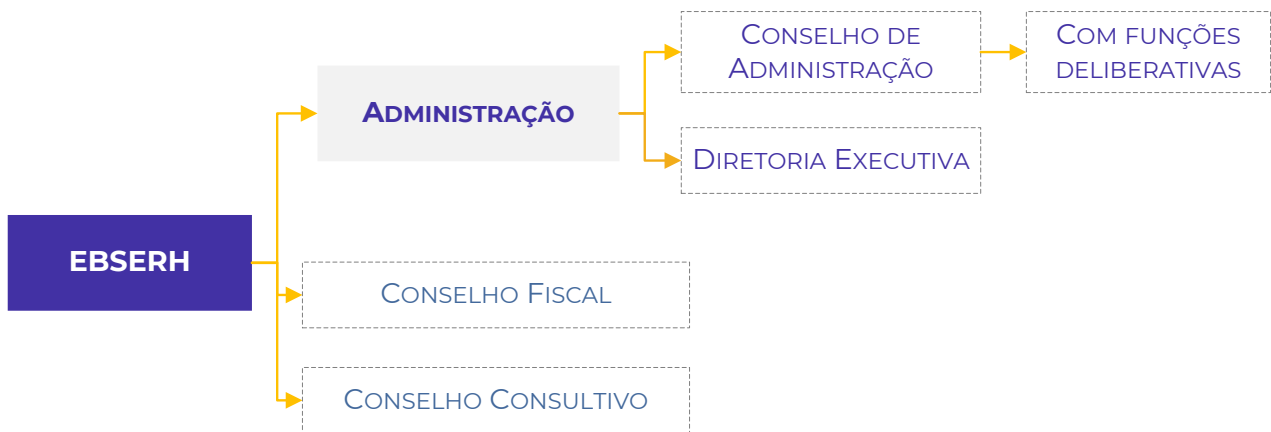 CONSELHO DE
ADMINISTRAÇÃO
COM FUNÇÕES
DELIBERATIVAS
ADMINISTRAÇÃO
DIRETORIA EXECUTIVA
EBSERH
CONSELHO FISCAL
CONSELHO CONSULTIVO